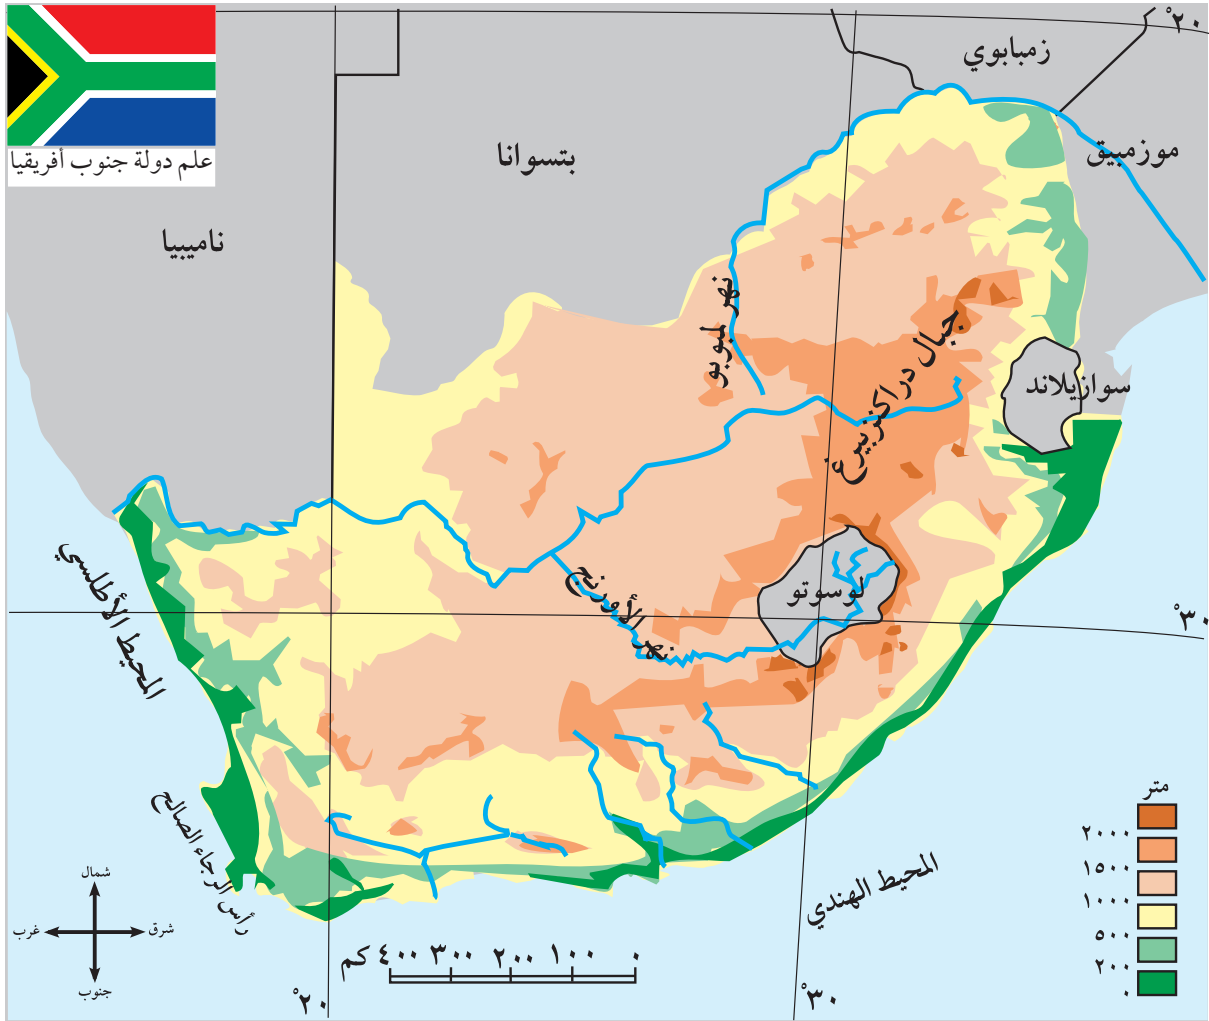 °٢٠
زمبابوي
موزمبيق
علم دولة جنوب أفريقيا
بتسوانا
ناميبيا
نهر لمبوبو
جبال دراكنزبيرغ
سوازيلاند
المحيط الأطلسي
نهر الأورنج
لوسوتو
°٣٠
رأس الرجاء الصالح
المحيط الهندي
متر
٢٠٠٠
١٥٠٠
١٠٠٠
٥٠٠
٢٠٠
٠
شمال
غرب
شرق
جنوب
٤٠٠ كم ٣٠٠ ٢٠٠ ١٠٠ ٠
°٢٠
°٣٠